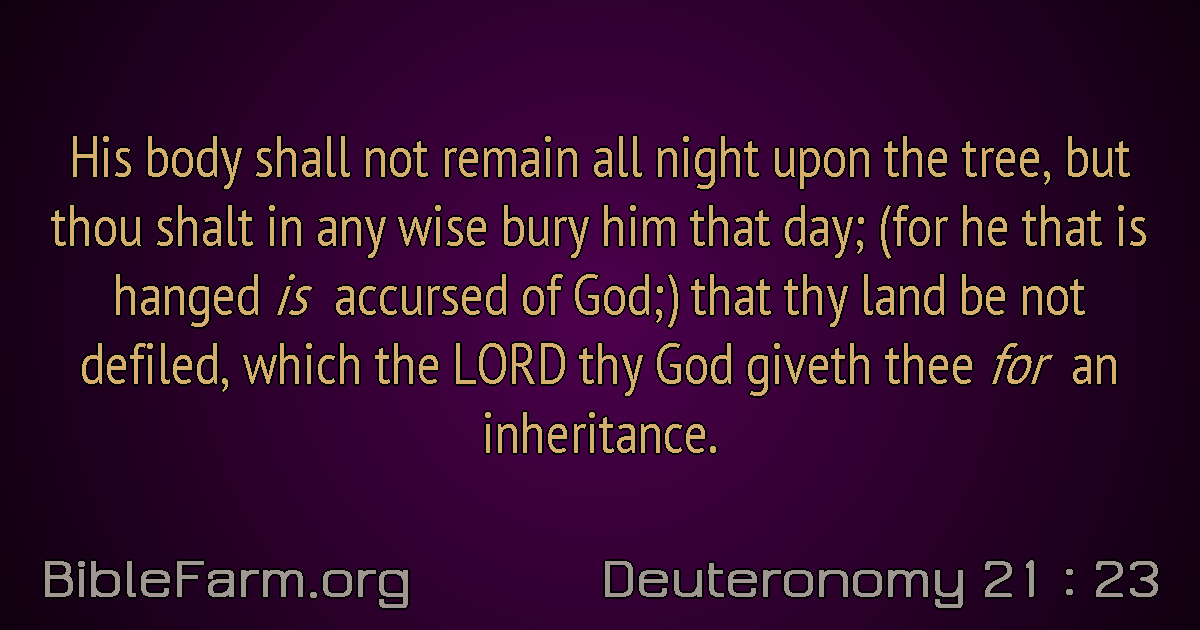 His body shall not remain all night upon the tree, but
thou shalt in any wise bury him that day; (for he that is
hanged is accursed of God;) that thy land be not
defiled, which the LORD thy God giveth thee for an
inheritance.
BibleFarm.org
Deuteronomy 21 : 23